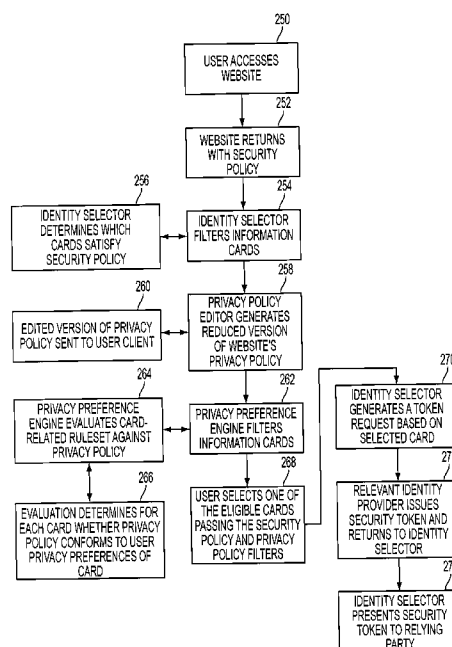 250
USER ACCESSES
WEBSITE
252
WEBSITE RETURNS
WITH SECURITY
POLICY
256
IDENTITY SELECTOR
DETERMINES WHICH
CARDS SATISFY
SECURITY POLICY
254
IDENTITY SELECTOR
FILTERS INFORMATION
CARDS
260
EDITED VERSION OF PRIVACY
POLICY SENT TO USER CLIENT
258
PRIVACY POLICY
EDITOR GENERATES
REDUCED VERSION
OF WEBSITE'S
PRIVACY POLICY
264
PRIVACY PREFERENCE
ENGINE EVALUATES CARD-
RELATED RULESET AGAINST
PRIVACY POLICY
262
PRIVACY PREFERENCE
ENGINE FILTERS
INFORMATION CARDS
266
EVALUATION DETERMINES FOR
EACH CARD WHETHER PRIVACY
POLICY CONFORMS TO USER
PRIVACY PREFERENCES OF
CARD
268
USER SELECTS ONE OF
THE ELIGIBLE CARDS
PASSING THE SECURITY
POLICY AND PRIVACY
POLICY FILTERS
270
IDENTITY SELECTOR
GENERATES A TOKEN
REQUEST BASED ON
SELECTED CARD
RELEVANT IDENTITY
PROVIDER ISSUES
SECURITY TOKEN AND
RETURNS TO IDENTITY
SELECTOR
IDENTITY SELECTOR
PRESENTS SECURITY
TOKEN TO RELYING
PARTY